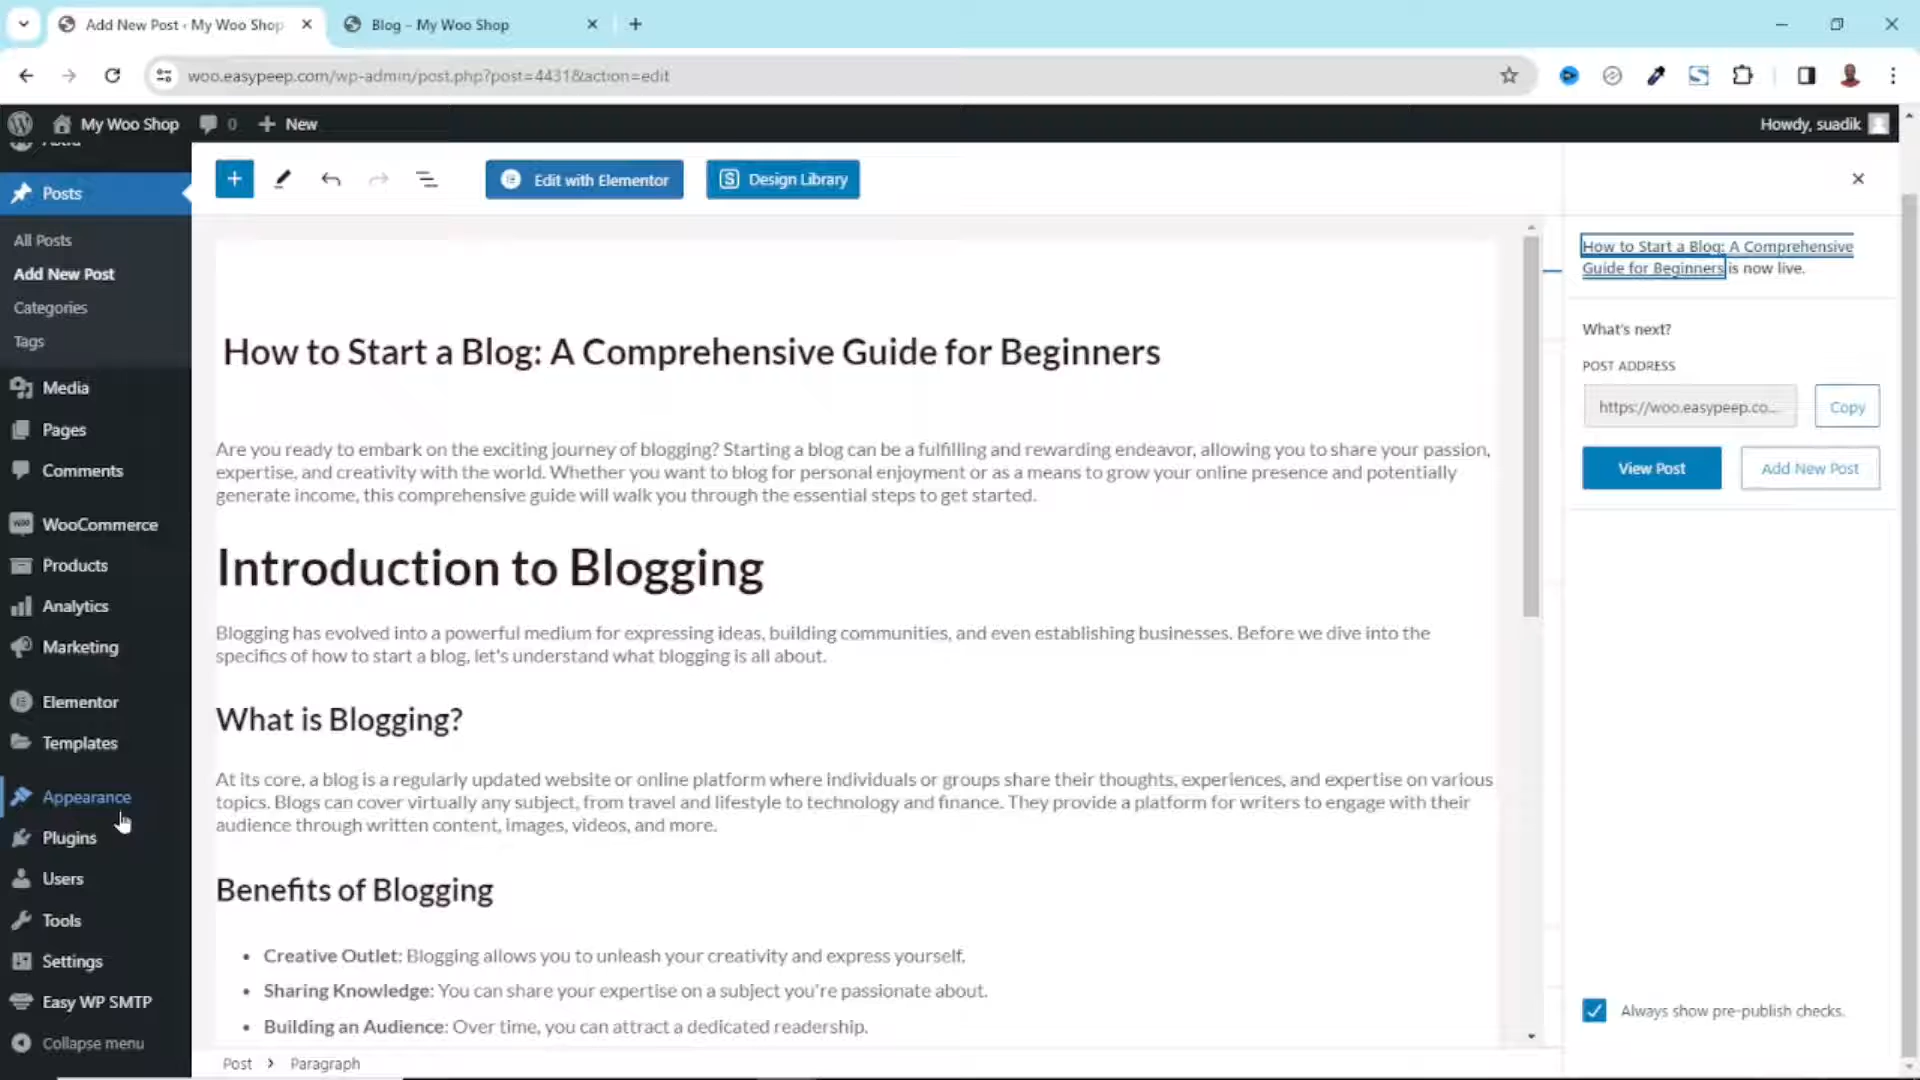 Add New Post ‹ My Woo Shop
Blog – My Woo Shop
woo.easypeep.com/wp-admin/post.php?post=4431&action=edit
My Woo Shop
0
New
Howdy, suadik
Astra
Posts
All Posts
Add New Post
Categories
Tags
Media
Pages
Comments
WooCommerce
Products
Analytics
Marketing
Elementor
Templates
Appearance
Plugins
Users
Tools
Settings
Easy WP SMTP
Collapse menu
Edit with Elementor
Design Library
How to Start a Blog: A Comprehensive Guide for Beginners
Are you ready to embark on the exciting journey of blogging? Starting a blog can be a fulfilling and rewarding endeavor, allowing you to share your passion,
expertise, and creativity with the world. Whether you want to blog for personal enjoyment or as a means to grow your online presence and potentially
generate income, this comprehensive guide will walk you through the essential steps to get started.
Introduction to Blogging
Blogging has evolved into a powerful medium for expressing ideas, building communities, and even establishing businesses. Before we dive into the
specifics of how to start a blog, let's understand what blogging is all about.
What is Blogging?
At its core, a blog is a regularly updated website or online platform where individuals or groups share their thoughts, experiences, and expertise on various
topics. Blogs can cover virtually any subject, from travel and lifestyle to technology and finance. They provide a platform for writers to engage with their
audience through written content, images, videos, and more.
Benefits of Blogging
• Creative Outlet: Blogging allows you to unleash your creativity and express yourself.
• Sharing Knowledge: You can share your expertise on a subject you're passionate about.
• Building an Audience: Over time, you can attract a dedicated readership.
Post › Paragraph
How to Start a Blog: A Comprehensive
Guide for Beginners is now live.
What's next?
POST ADDRESS
https://woo.easypeep.co...
Copy
View Post
Add New Post
Always show pre-publish checks.